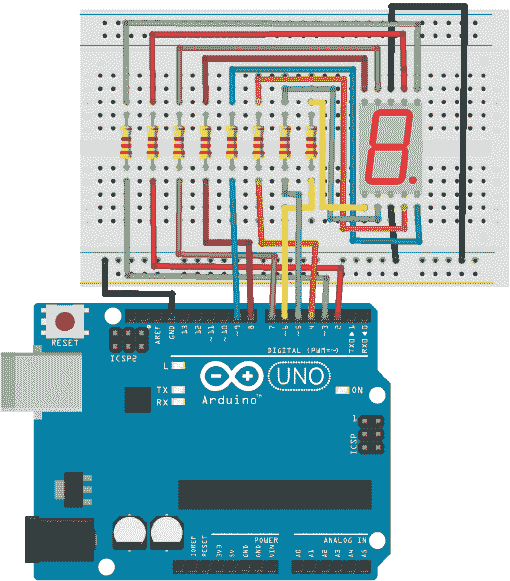 RESET
ICSP2
AREF
GND
13
12
~11
~10
~9
8
7
~6
~5
4
~3
2
TX0▶1
RX0◀0
DIGITAL (PWM=~)
L
TX
RX
UNO
Arduino™
ON
1
ICSP
IOREF
RESET
3V3
5V
GND
GND
VIN
POWER
ANALOG IN
A0
A1
A2
A3
A4
A5